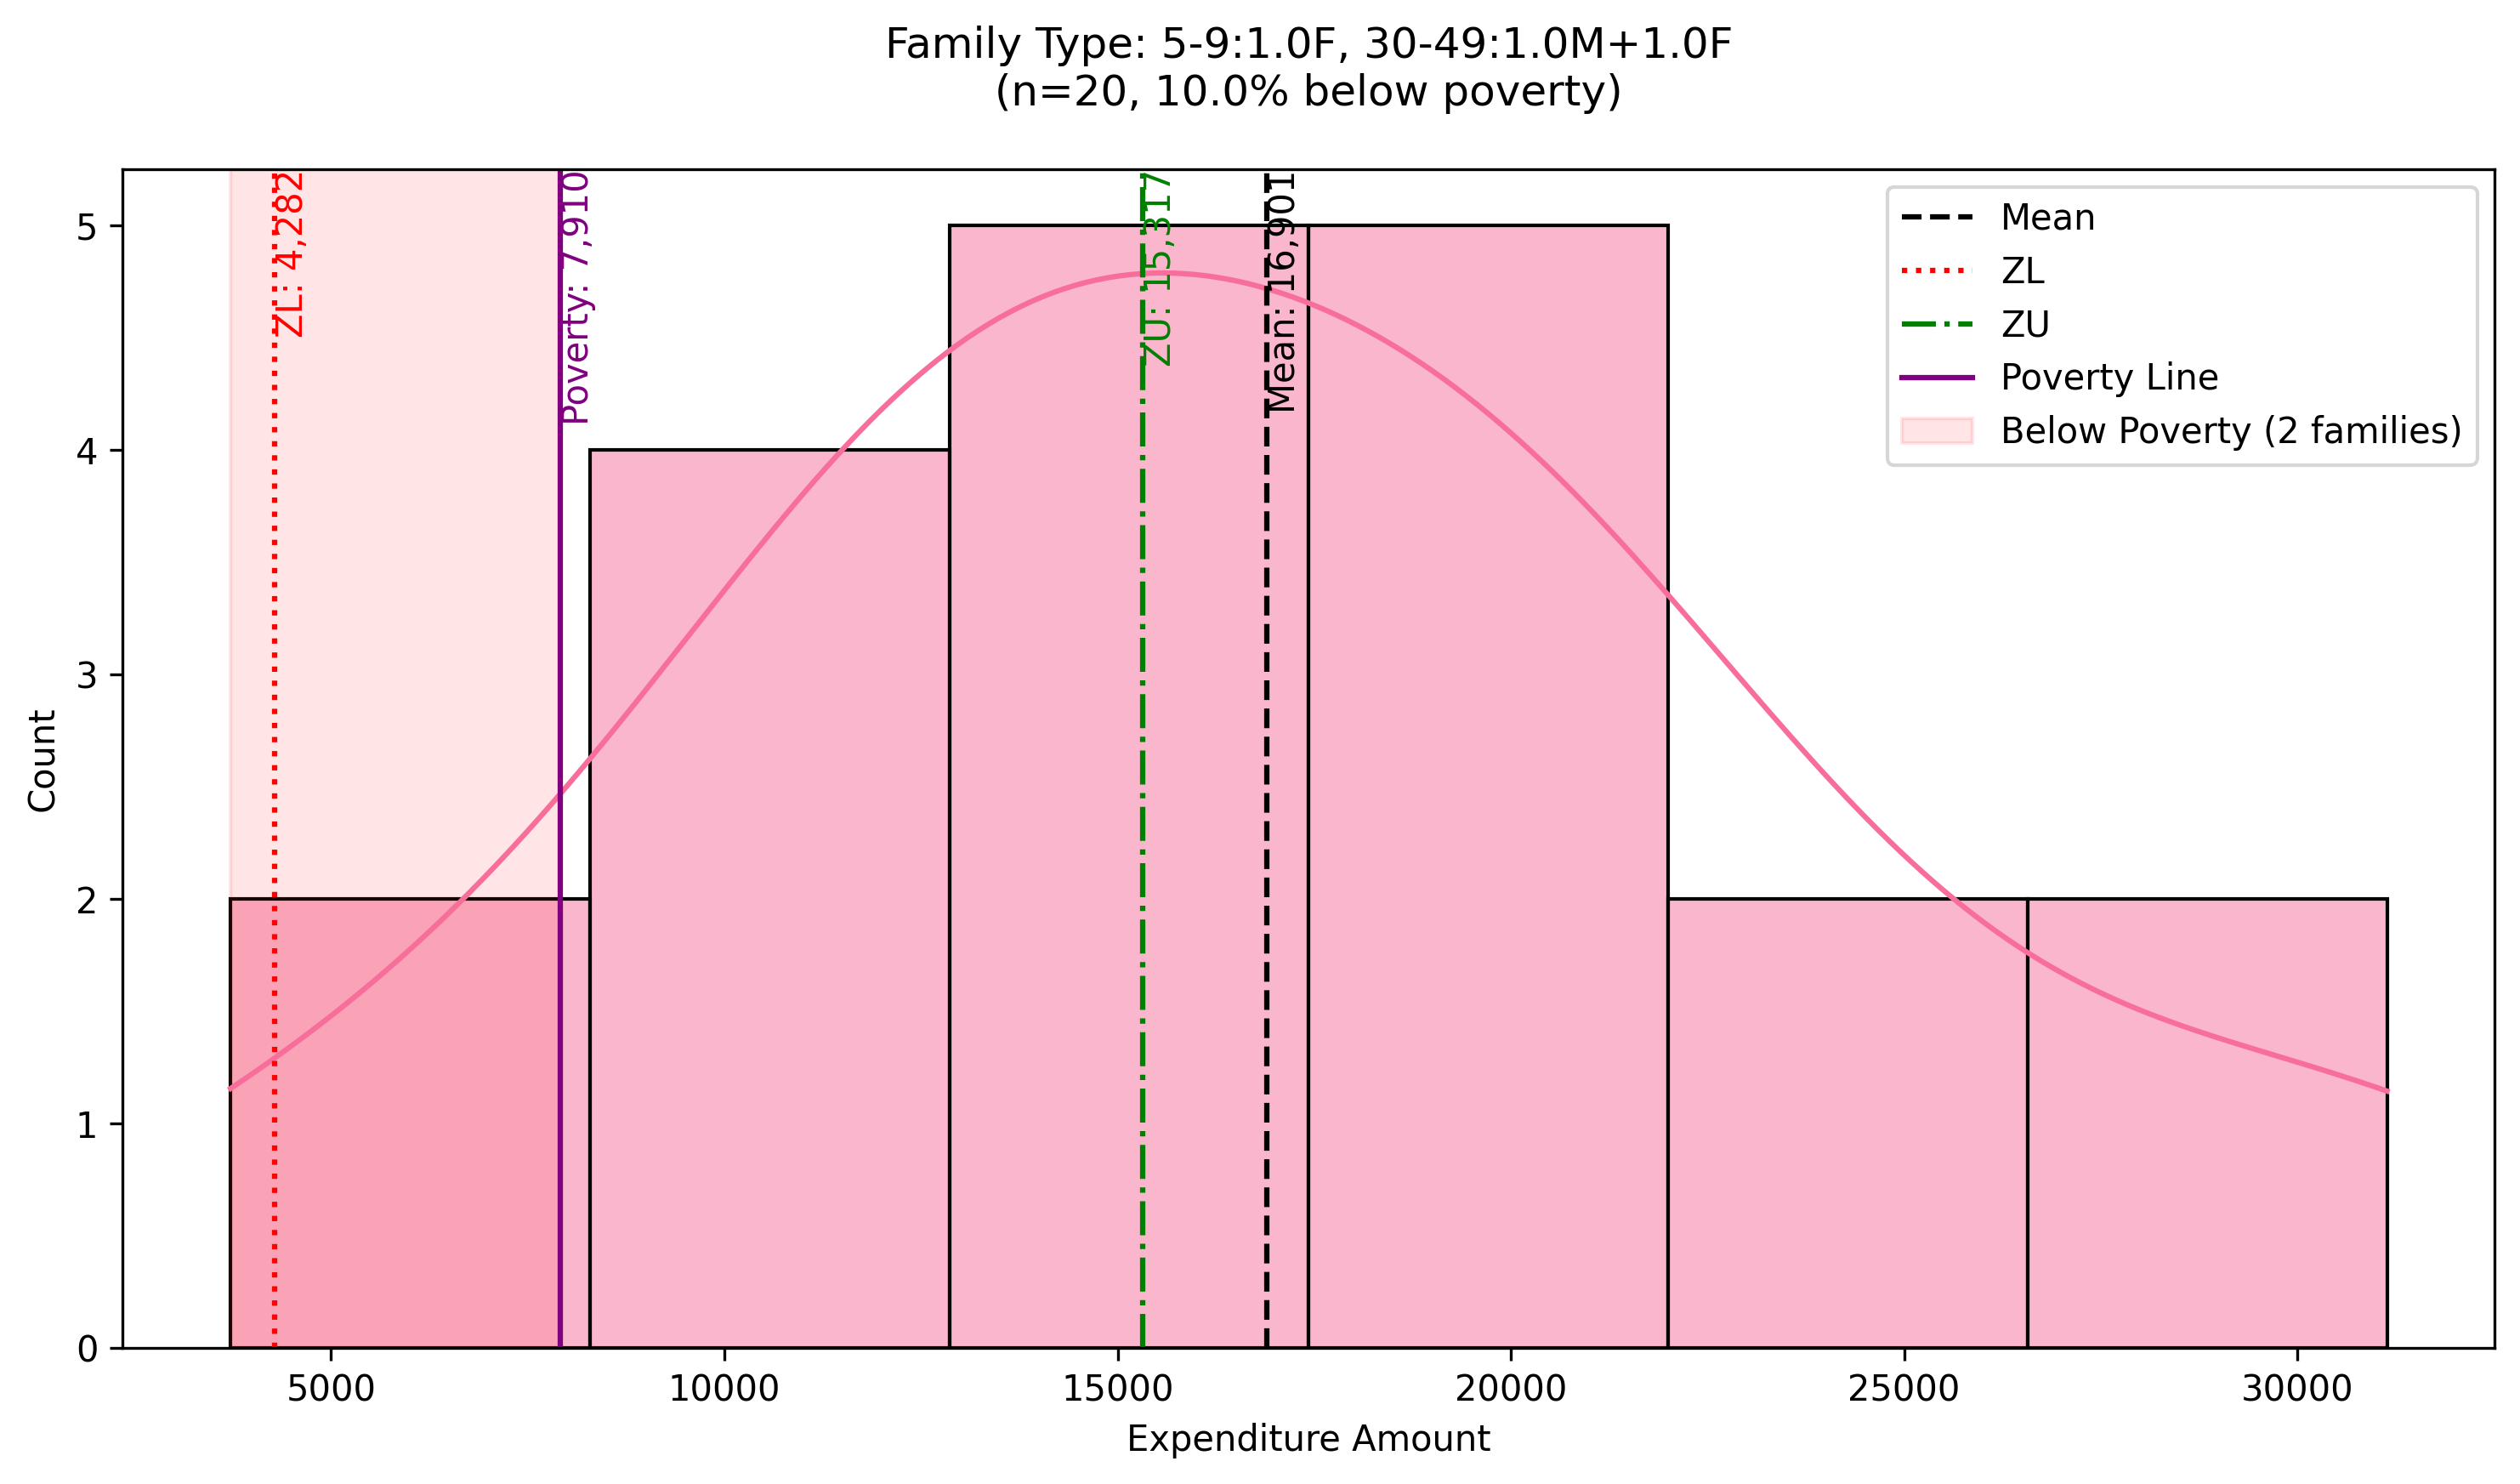 Family Type: 5-9:1.0F, 30-49:1.0M+1.0F
(n=20, 10.0% below poverty)
ZL: 4,282
Poverty: 7,910
ZU: 15,317
Mean: 16,901
Mean
ZL
ZU
Poverty Line
Below Poverty (2 families)
5
4
3
2
1
0
Count
5000
10000
15000
20000
25000
30000
Expenditure Amount